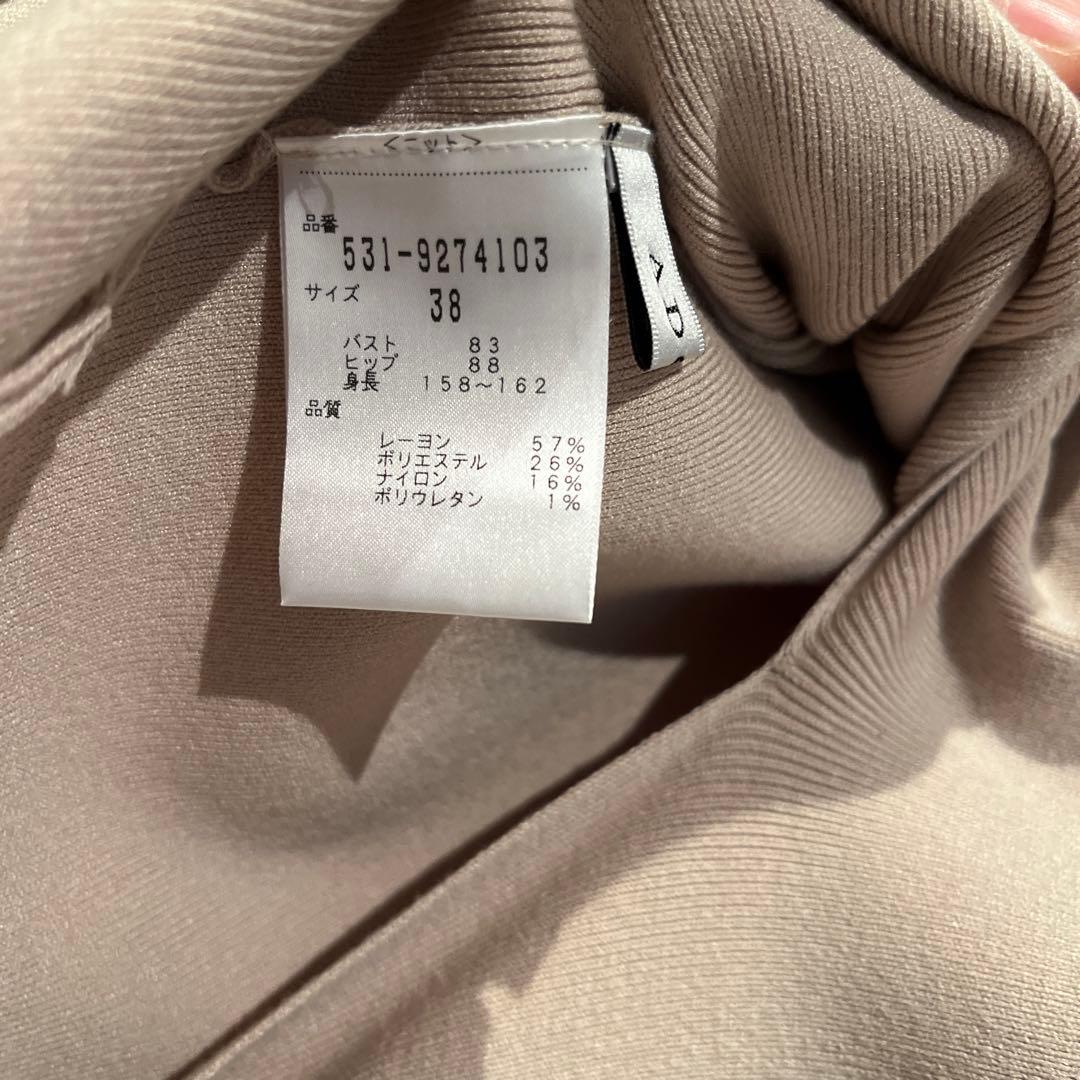 <ニット>
品番
531-9274103
サイズ
38
バスト 83
ヒップ 88
身長 158〜162
品質
レーヨン 57%
ポリエステル 26%
ナイロン 16%
ポリウレタン 1%
AD